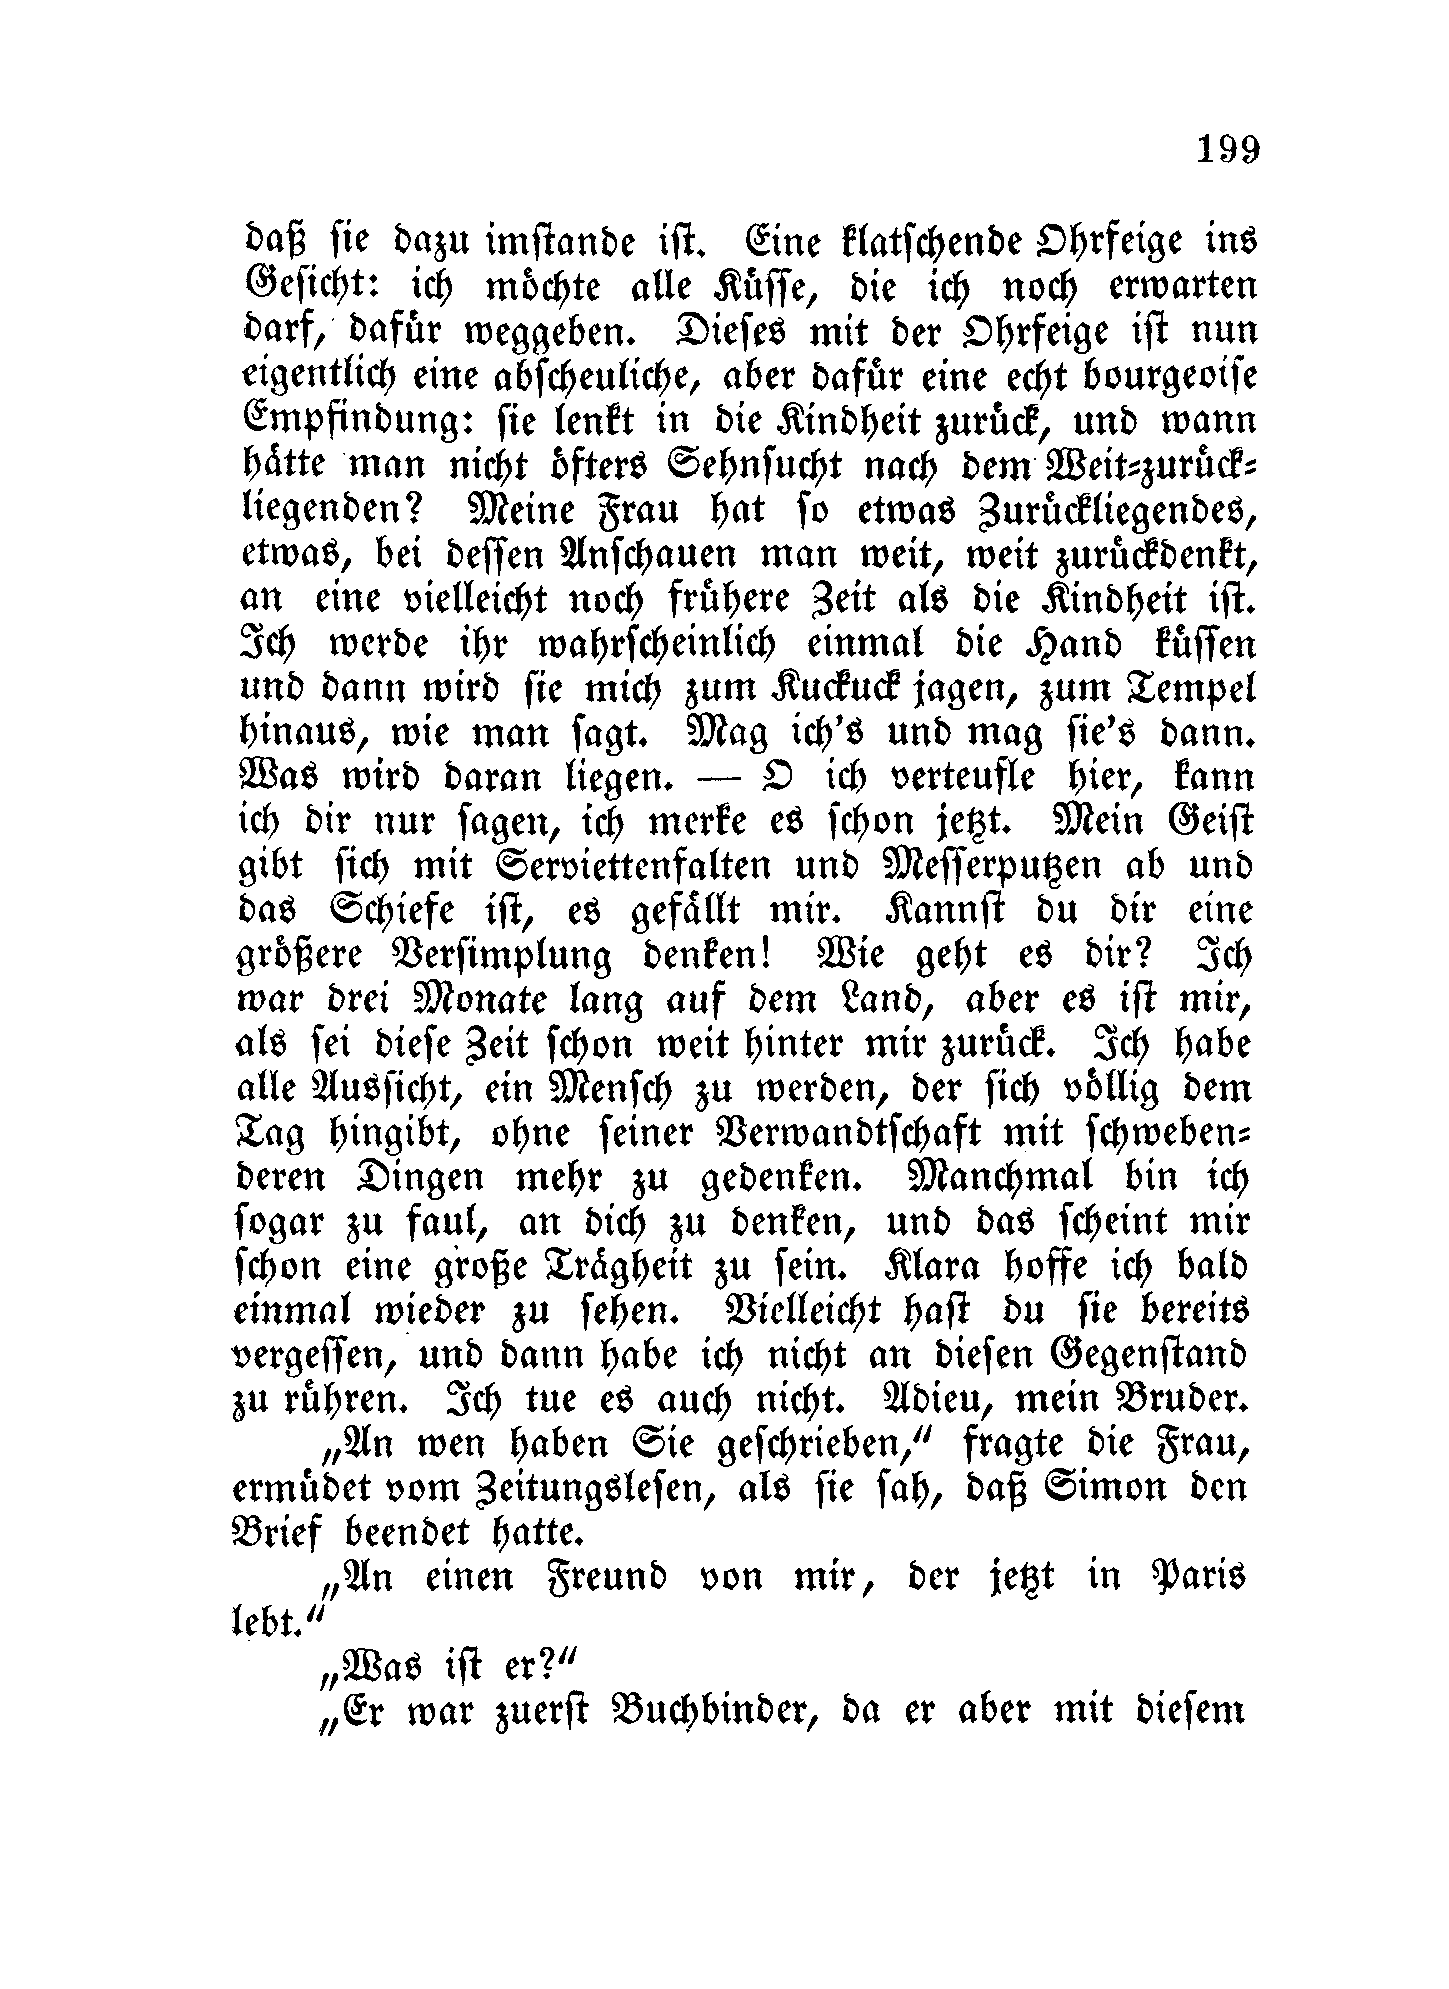 199
daß sie dazu imstande ist. Eine klatschende Ohrfeige ins
Gesicht: ich möchte alle Küsse, die ich noch erwarten
darf, dafür weggeben. Dieses mit der Ohrfeige ist nun
eigentlich eine abscheuliche, aber dafür eine echt bourgeoise
Empfindung: sie lenkt in die Kindheit zurück, und wann
hätte man nicht öfters Sehnsucht nach dem Weit-zurück-
liegenden? Meine Frau hat so etwas Zurückliegendes,
etwas, bei dessen Anschauen man weit, weit zurückdenkt,
an eine vielleicht noch frühere Zeit als die Kindheit ist.
Ich werde ihr wahrscheinlich einmal die Hand küssen
und dann wird sie mich zum Kuckuck jagen, zum Tempel
hinaus, wie man sagt. Mag ich's und mag sie's dann.
Was wird daran liegen. — O ich verteufle hier, kann
ich dir nur sagen, ich merke es schon jetzt. Mein Geist
gibt sich mit Serviettenfalten und Messerputzen ab und
das Schiefe ist, es gefällt mir. Kannst du dir eine
größere Versimplung denken! Wie geht es dir? Ich
war drei Monate lang auf dem Land, aber es ist mir,
als sei diese Zeit schon weit hinter mir zurück. Ich habe
alle Aussicht, ein Mensch zu werden, der sich völlig dem
Tag hingibt, ohne seiner Verwandtschaft mit schweben-
deren Dingen mehr zu gedenken. Manchmal bin ich
sogar zu faul, an dich zu denken, und das scheint mir
schon eine große Trägheit zu sein. Klara hoffe ich bald
einmal wieder zu sehen. Vielleicht hast du sie bereits
vergessen, und dann habe ich nicht an diesen Gegenstand
zu rühren. Ich tue es auch nicht. Adieu, mein Bruder.
„An wen haben Sie geschrieben,“ fragte die Frau,
ermüdet vom Zeitungslesen, als sie sah, daß Simon den
Brief beendet hatte.
„An einen Freund von mir, der jetzt in Paris
lebt.“
„Was ist er?“
„Er war zuerst Buchbinder, da er aber mit diesem